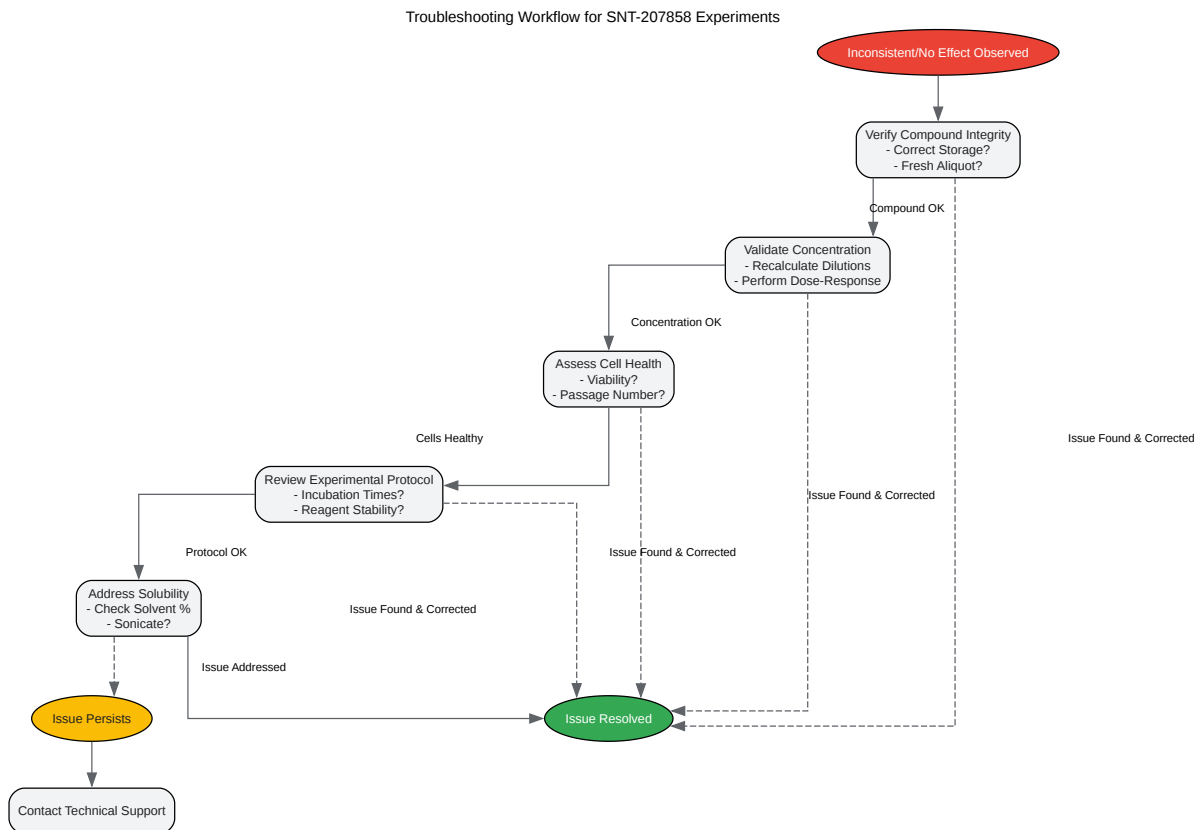 Troubleshooting Workflow for SNT-207858 Experiments
Inconsistent/No Effect Observed
Verify Compound Integrity
- Correct Storage?
- Fresh Aliquot?
Compound OK
Validate Concentration
- Recalculate Dilutions
- Perform Dose-Response
Concentration OK
Assess Cell Health
- Viability?
- Passage Number?
Cells Healthy
Issue Found & Corrected
Review Experimental Protocol
- Incubation Times?
- Reagent Stability?
Issue Found & Corrected
Protocol OK
Issue Found & Corrected
Address Solubility
- Check Solvent %
- Sonicate?
Issue Found & Corrected
Issue Addressed
Issue Persists
Issue Resolved
Contact Technical Support